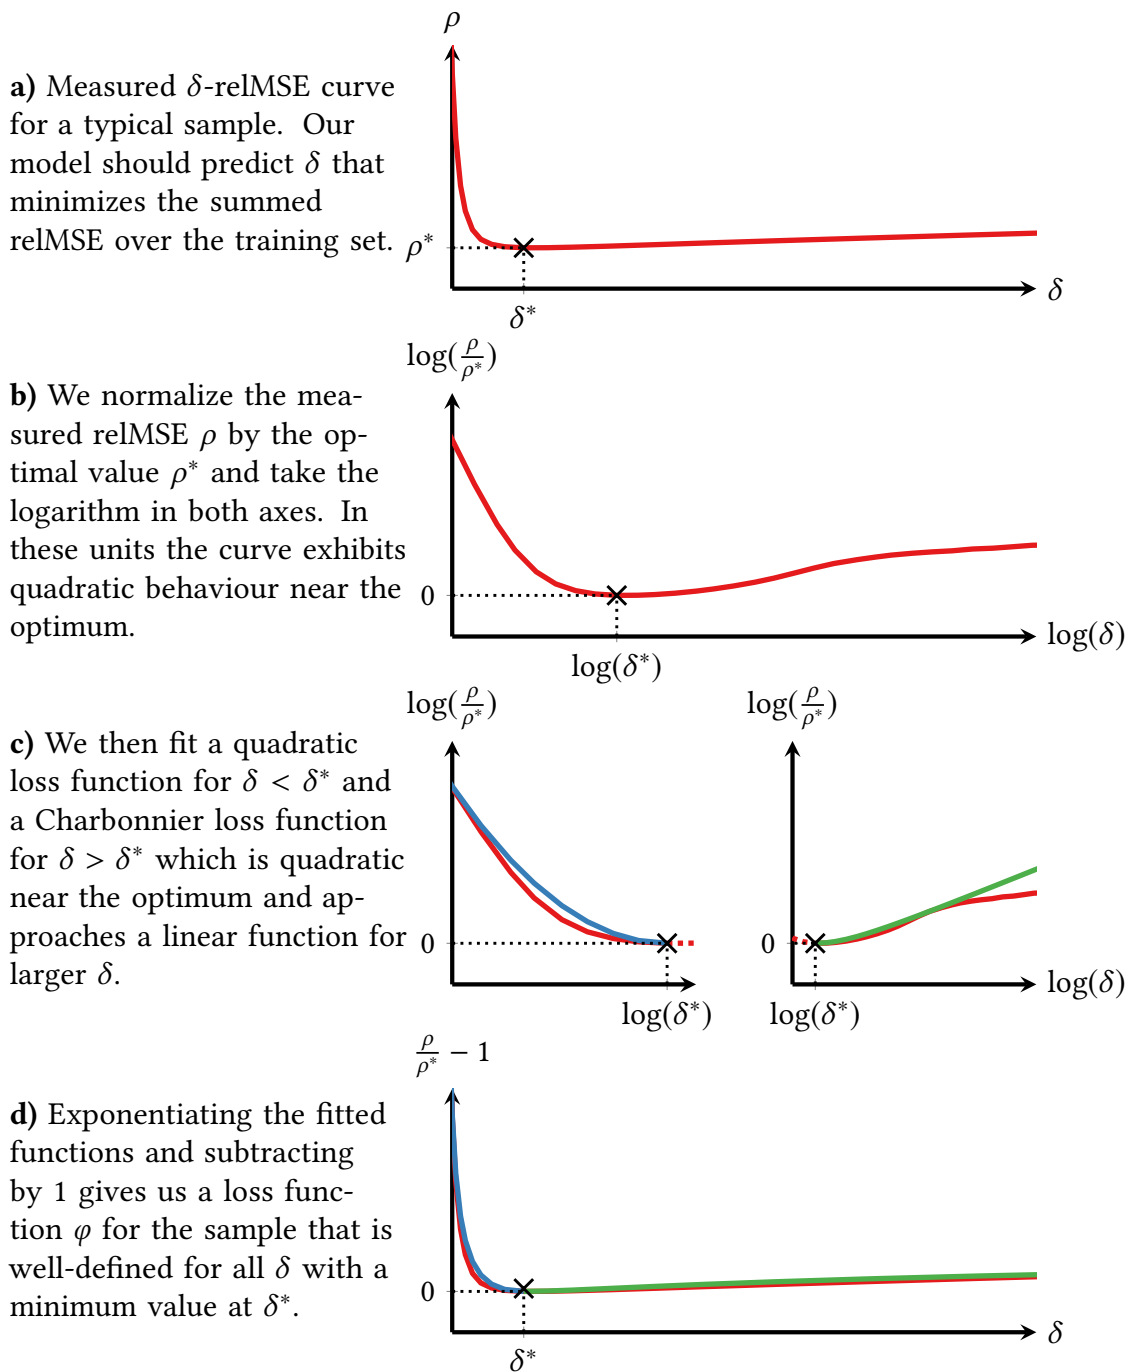 ρ
a) Measured δ-relMSE curve
for a typical sample. Our
model should predict δ that
minimizes the summed
relMSE over the training set.
ρ*
δ
δ*
log(ρ/ρ*)
b) We normalize the mea-
sured relMSE ρ by the op-
timal value ρ* and take the
logarithm in both axes. In
these units the curve exhibits
quadratic behaviour near the
optimum.
0
log(δ)
log(δ*)
log(ρ/ρ*) log(ρ/ρ*)
c) We then fit a quadratic
loss function for δ < δ* and
a Charbonnier loss function
for δ > δ* which is quadratic
near the optimum and ap-
proaches a linear function for
larger δ.
0 0
log(δ)
log(δ*) log(δ*)
ρ/ρ* − 1
d) Exponentiating the fitted
functions and subtracting
by 1 gives us a loss func-
tion φ for the sample that is
well-defined for all δ with a
minimum value at δ*.
0
δ
δ*